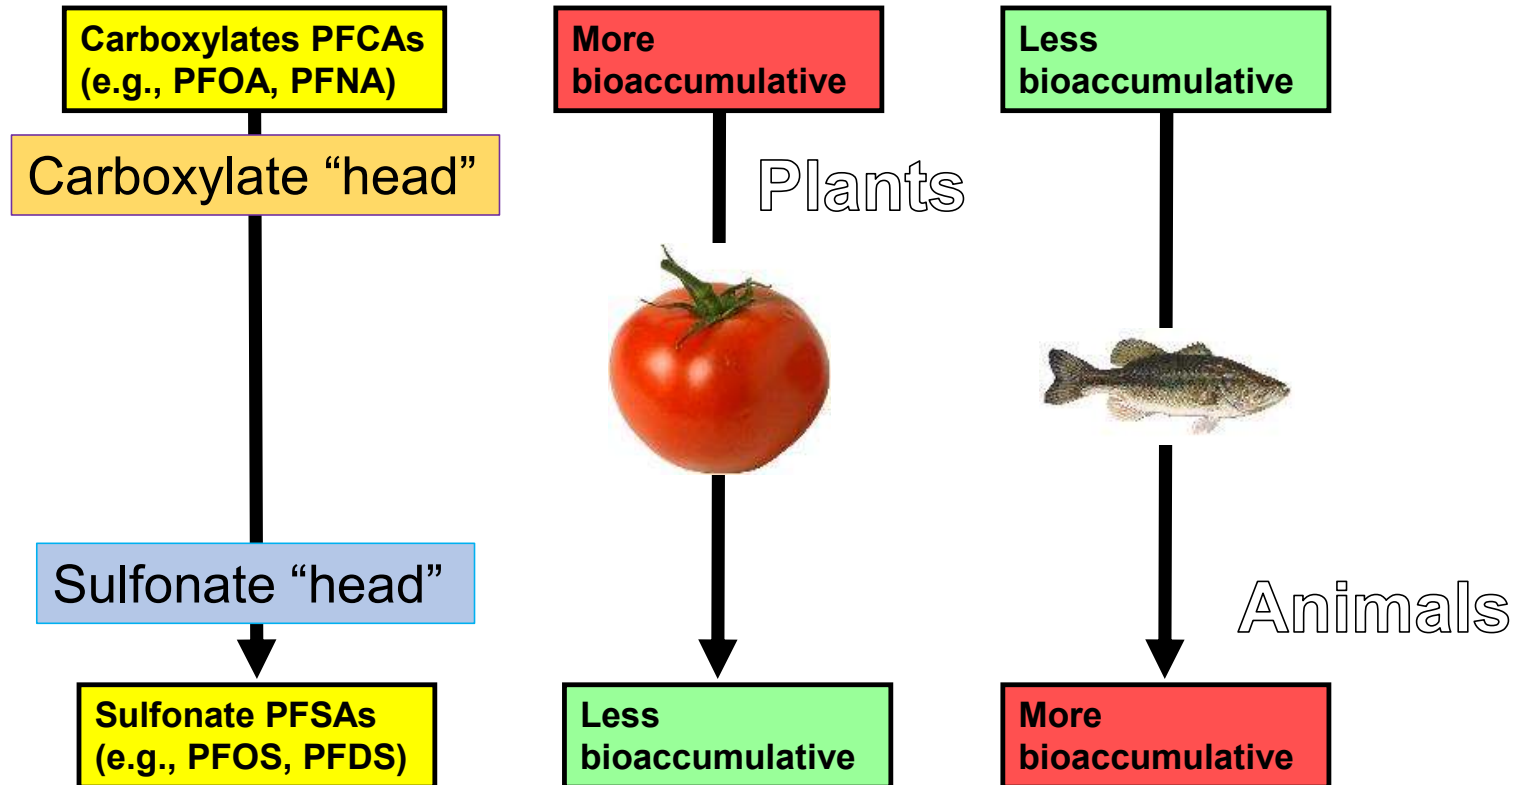 Carboxylates PFCAs
(e.g., PFOA, PFNA)
Carboxylate “head”
Sulfonate “head”
Sulfonate PFSAs
(e.g., PFOS, PFDS)
More
bioaccumulative
Plants
Less
bioaccumulative
Less
bioaccumulative
Animals
More
bioaccumulative